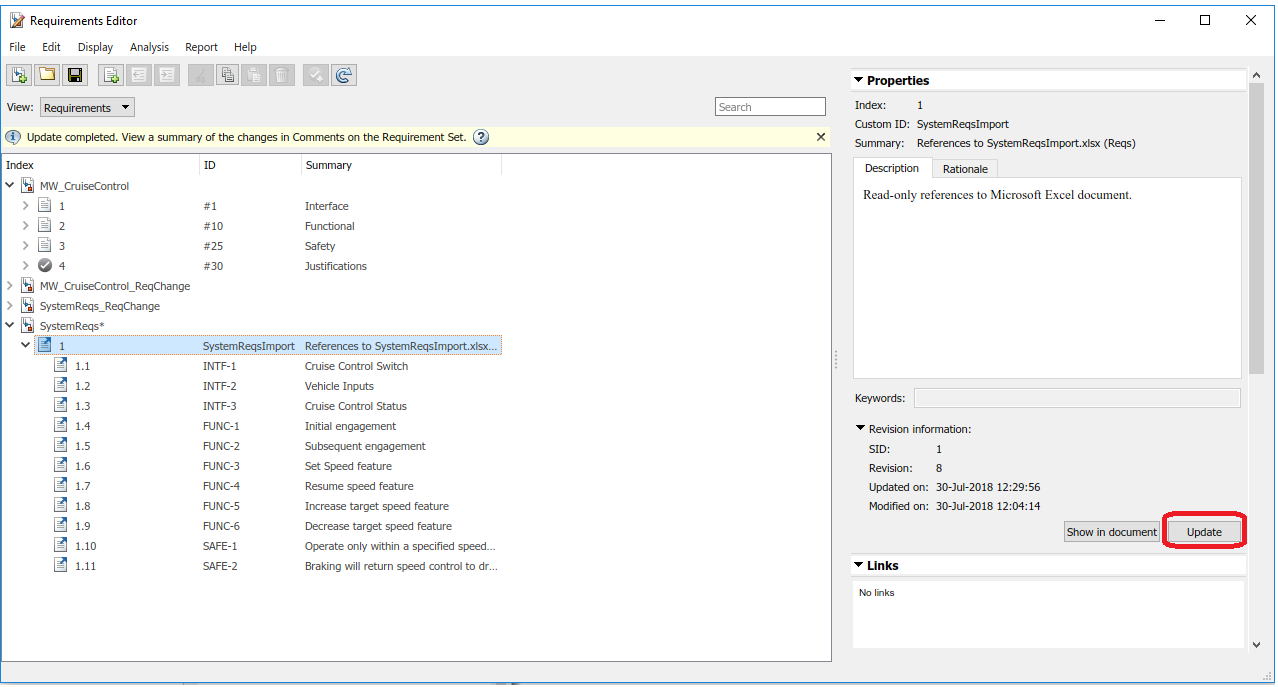 Requirements Editor
File Edit Display Analysis Report Help
View: Requirements Search
Update completed. View a summary of the changes in Comments on the Requirement Set. ?
Index ID Summary
MW_CruiseControl
1 #1 Interface
2 #10 Functional
3 #25 Safety
4 #30 Justifications
MW_CruiseControl_ReqChange
SystemReqs_ReqChange
SystemReqs*
1 SystemReqsImport References to SystemReqsImport.xlsx...
1.1 INTF-1 Cruise Control Switch
1.2 INTF-2 Vehicle Inputs
1.3 INTF-3 Cruise Control Status
1.4 FUNC-1 Initial engagement
1.5 FUNC-2 Subsequent engagement
1.6 FUNC-3 Set Speed feature
1.7 FUNC-4 Resume speed feature
1.8 FUNC-5 Increase target speed feature
1.9 FUNC-6 Decrease target speed feature
1.10 SAFE-1 Operate only within a specified speed...
1.11 SAFE-2 Braking will return speed control to dr...
Properties
Index: 1
Custom ID: SystemReqsImport
Summary: References to SystemReqsImport.xlsx (Reqs)
Description Rationale
Read-only references to Microsoft Excel document.
Keywords:
Revision information:
SID: 1
Revision: 8
Updated on: 30-Jul-2018 12:29:56
Modified on: 30-Jul-2018 12:04:14
Show in document Update
Links
No links